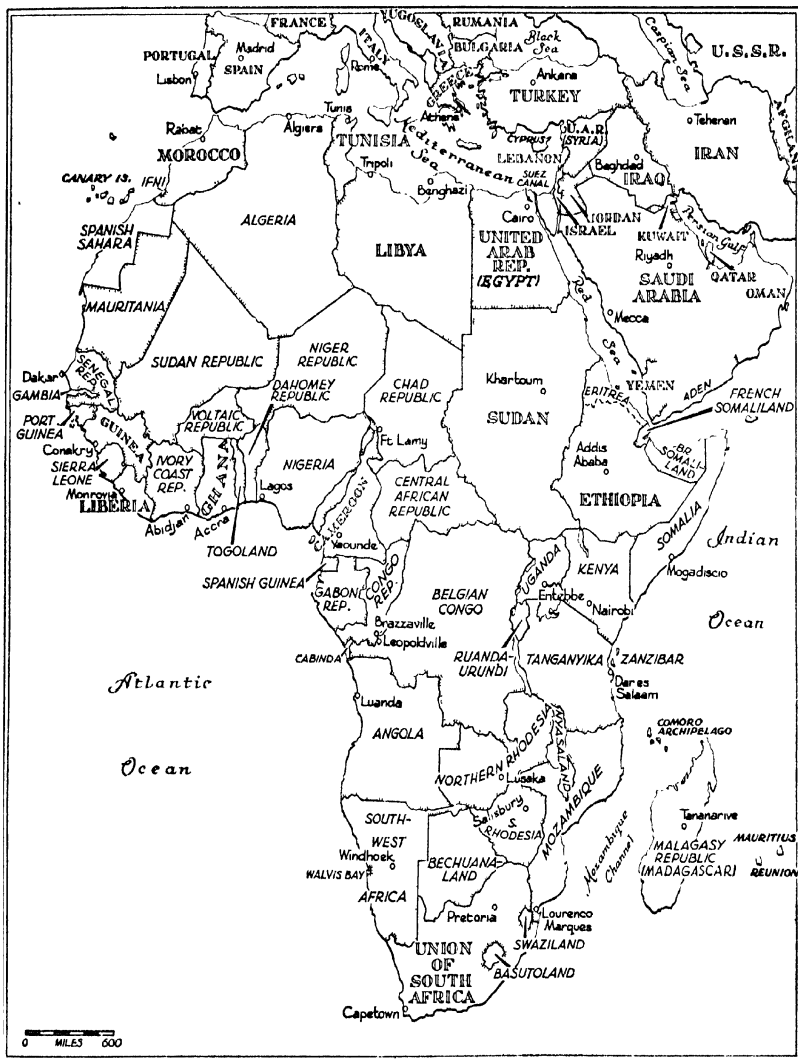 FRANCE
YUGOSLAVIA
RUMANIA
Black
Sea
Caspian Sea
U.S.S.R.
PORTUGAL
Madrid
SPAIN
Lisbon
ITALY
Rome
BULGARIA
GREECE
Athens
Ankara
TURKEY
Teheran
IRAN
AFGHAN
Rabat
MOROCCO
Algiers
Tunis
TUNISIA
Mediterranean
Sea
CYPRUS
U.A.R.
(SYRIA)
LEBANON
Baghdad
IRAQ
CANARY IS.
IFNI
Tripoli
Benghazi
SUEZ
CANAL
Cairo
JORDAN
ISRAEL
KUWAIT
Persian Gulf
SPANISH
SAHARA
ALGERIA
LIBYA
UNITED
ARAB
REP.
(EGYPT)
Riyadh
SAUDI
ARABIA
QATAR
OMAN
MAURITANIA
Red
Sea
Mecca
SUDAN REPUBLIC
NIGER
REPUBLIC
DAHOMEY
REPUBLIC
CHAD
REPUBLIC
Khartoum
SUDAN
ERITREA
YEMEN
ADEN
FRENCH
SOMALILAND
Dakar
SENEGAL
REP.
GAMBIA
PORT
GUINEA
GUINEA
VOLTAIC
REPUBLIC
Conakry
SIERRA
LEONE
Monrovia
LIBERIA
IVORY
COAST
REP.
GHANA
NIGERIA
Ft Lamy
Lagos
Abidjan
Accra
TOGOLAND
CENTRAL
AFRICAN
REPUBLIC
CAMEROON
Yaounde
Addis
Ababa
ETHIOPIA
BR
SOMALI-
LAND
SOMALIA
Indian
Ocean
SPANISH GUINEA
GABON
REP.
CONGO
REP.
BELGIAN
CONGO
UGANDA
KENYA
Mogadiscio
Entebbe
Nairobi
Brazzaville
Leopoldville
CABINDA
RUANDA-
URUNDI
TANGANYIKA
ZANZIBAR
Dar es
Salaam
Atlantic
Ocean
Luanda
ANGOLA
NORTHERN RHODESIA
Lusaka
NYASALAND
COMORO
ARCHIPELAGO
Salisbury
S.
RHODESIA
MOZAMBIQUE
Mozambique
Channel
Tananarive
MALAGASY
REPUBLIC
(MADAGASCAR)
MAURITIUS
REUNION
SOUTH-
WEST
AFRICA
Windhoek
WALVIS BAY
BECHUANA-
LAND
Pretoria
Lourenco
Marques
SWAZILAND
UNION
OF
SOUTH
AFRICA
BASUTOLAND
Capetown
0 MILES 600